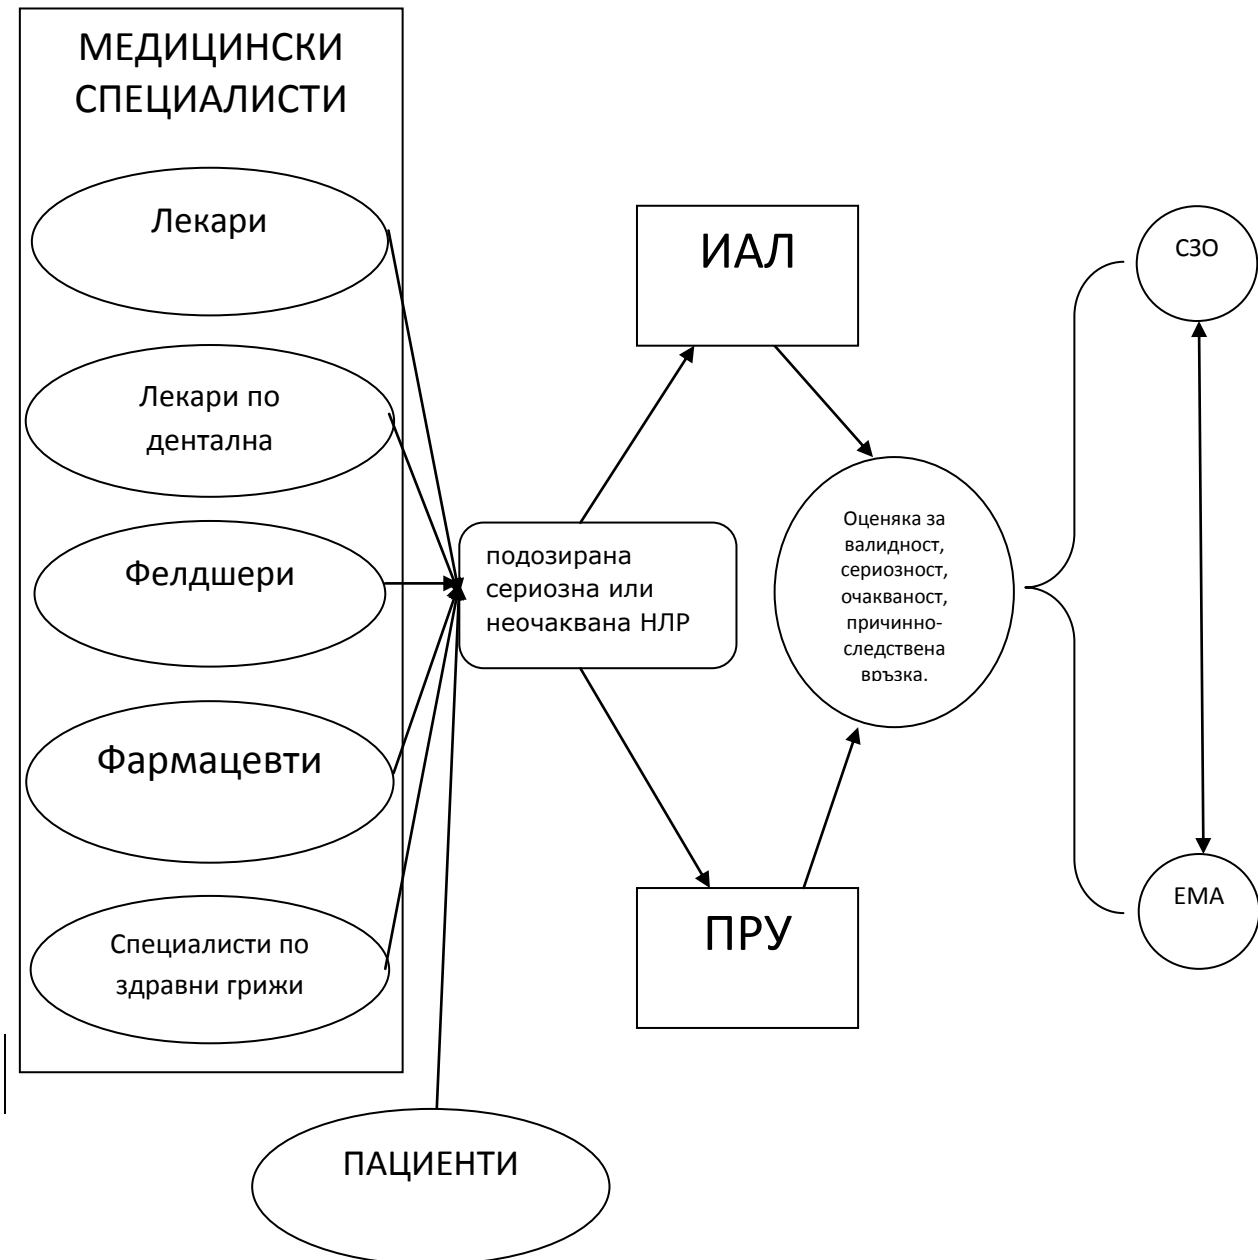 МЕДИЦИНСКИ
СПЕЦИАЛИСТИ
Лекари
Лекари по
дентална
Фелдшери
Фармацевти
Специалисти по
здравни грижи
ПАЦИЕНТИ
подозирана
сериозна или
неочаквана НЛР
ИАЛ
ПРУ
Оценяка за
валидност,
сериозност,
очакваност,
причинно-
следствена
връзка.
СЗО
ЕМА